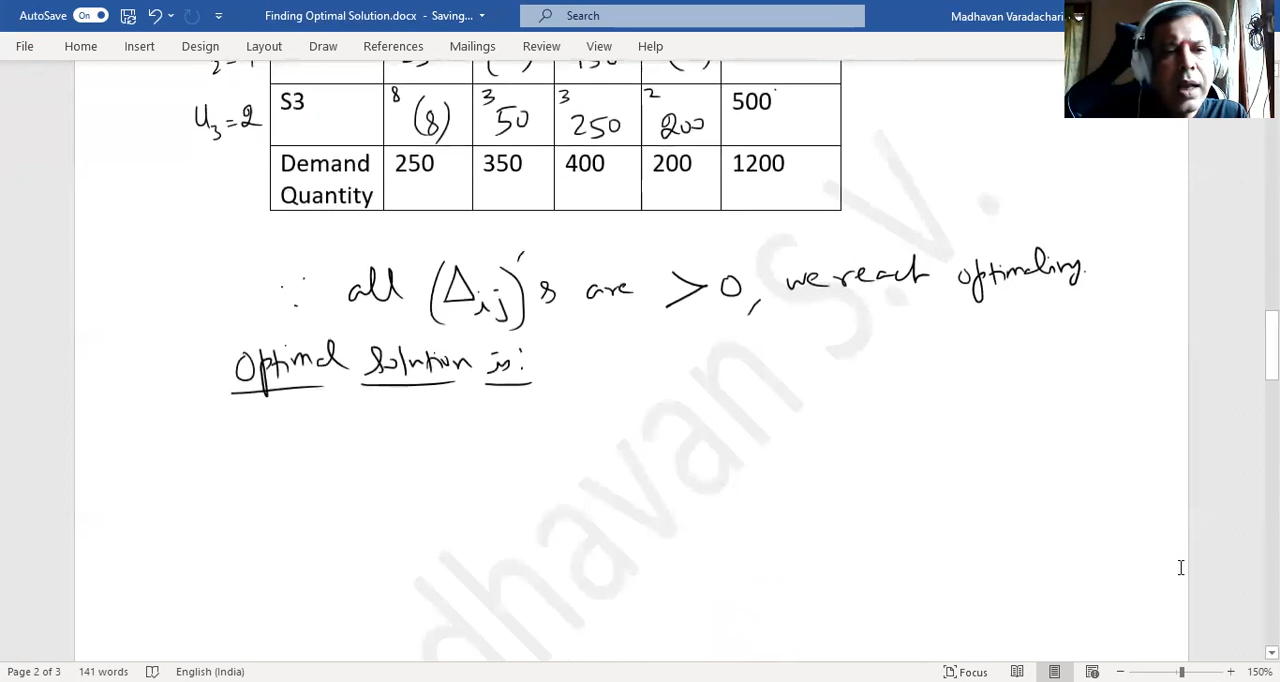 AutoSave On Finding Optimal Solution.docx - Saving... Search Madhavan Varadachari
File Home Insert Design Layout Draw References Mailings Review View Help
U3 = 2 S3 8 (8) 3 50 3 250 2 200 500
Demand Quantity 250 350 400 200 1200
∵ all (Δij)'s are > 0, we reach optimality.
Optimal Solution is:
dhavan S.V.
Page 2 of 3 141 words English (India) Focus 150%